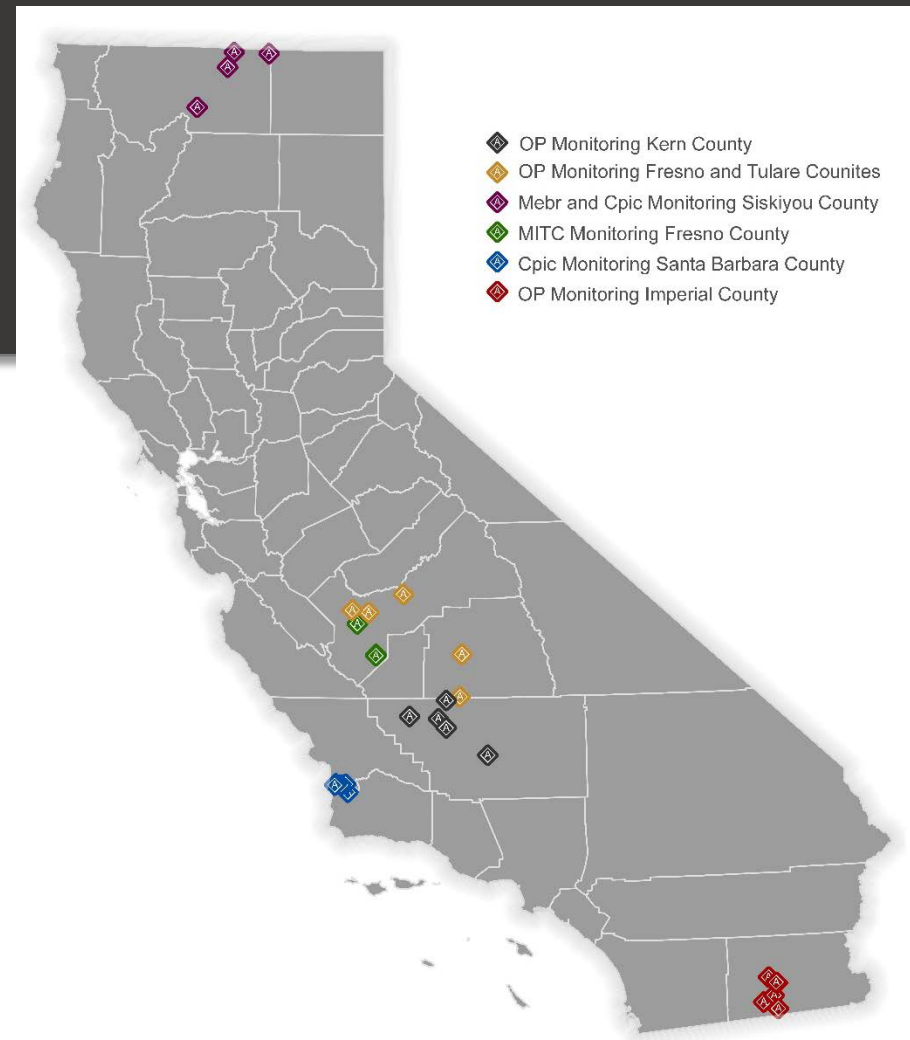 OP Monitoring Kern County
OP Monitoring Fresno and Tulare Counites
Mebr and Cpic Monitoring Siskiyou County
MITC Monitoring Fresno County
Cpic Monitoring Santa Barbara County
OP Monitoring Imperial County